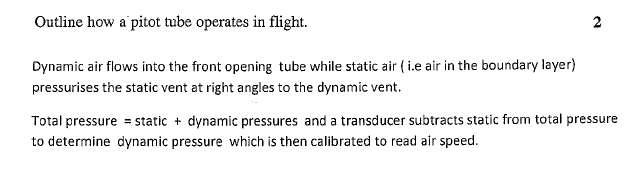 Outline how a pitot tube operates in flight. 2
Dynamic air flows into the front opening tube while static air ( i.e air in the boundary layer)
pressurises the static vent at right angles to the dynamic vent.
Total pressure = static + dynamic pressures and a transducer subtracts static from total pressure
to determine dynamic pressure which is then calibrated to read air speed.